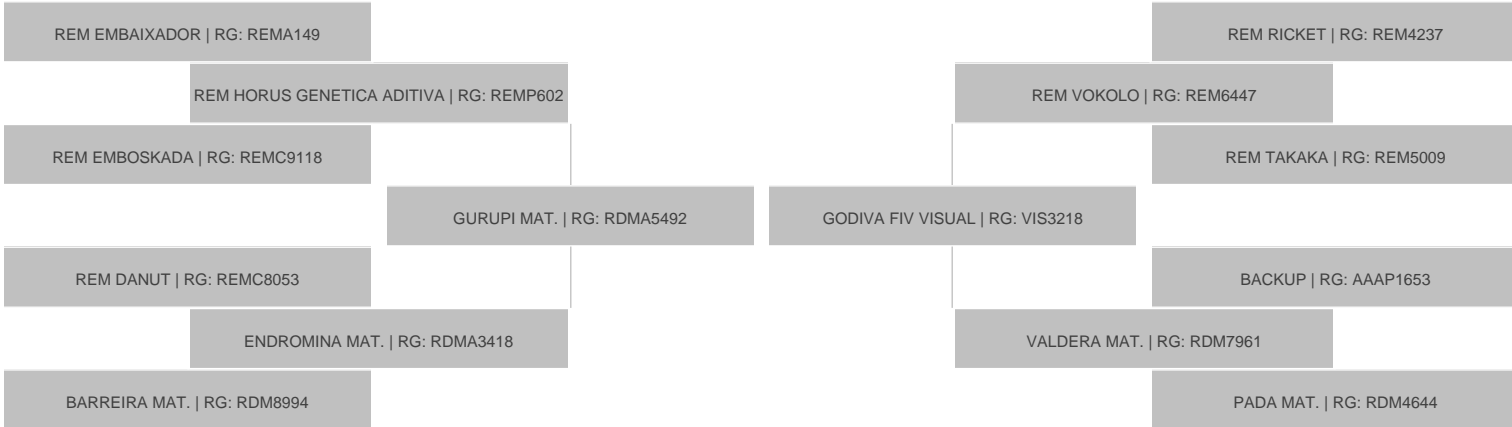 REM EMBAIXADOR | RG: REMA149
REM RICKET | RG: REM4237
REM HORUS GENETICA ADITIVA | RG: REMP602
REM VOKOLO | RG: REM6447
REM EMBOSKADA | RG: REMC9118
REM TAKAKA | RG: REM5009
GURUPI MAT. | RG: RDMA5492
GODIVA FIV VISUAL | RG: VIS3218
REM DANUT | RG: REMC8053
BACKUP | RG: AAAP1653
ENDROMINA MAT. | RG: RDMA3418
VALDERA MAT. | RG: RDM7961
BARREIRA MAT. | RG: RDM8994
PADA MAT. | RG: RDM4644